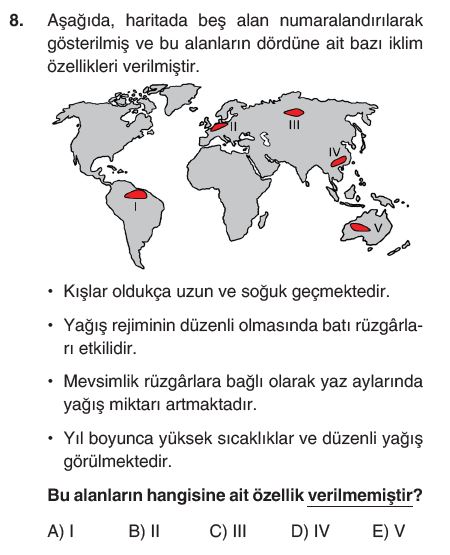 8. Aşağıda, haritada beş alan numaralandırılarak
gösterilmiş ve bu alanların dördüne ait bazı iklim
özellikleri verilmiştir.
I
II
III
IV
V
• Kışlar oldukça uzun ve soğuk geçmektedir.
• Yağış rejiminin düzenli olmasında batı rüzgârla-
rı etkilidir.
• Mevsimlik rüzgârlara bağlı olarak yaz aylarında
yağış miktarı artmaktadır.
• Yıl boyunca yüksek sıcaklıklar ve düzenli yağış
görülmektedir.
Bu alanların hangisine ait özellik verilmemiştir?
A) I B) II C) III D) IV E) V